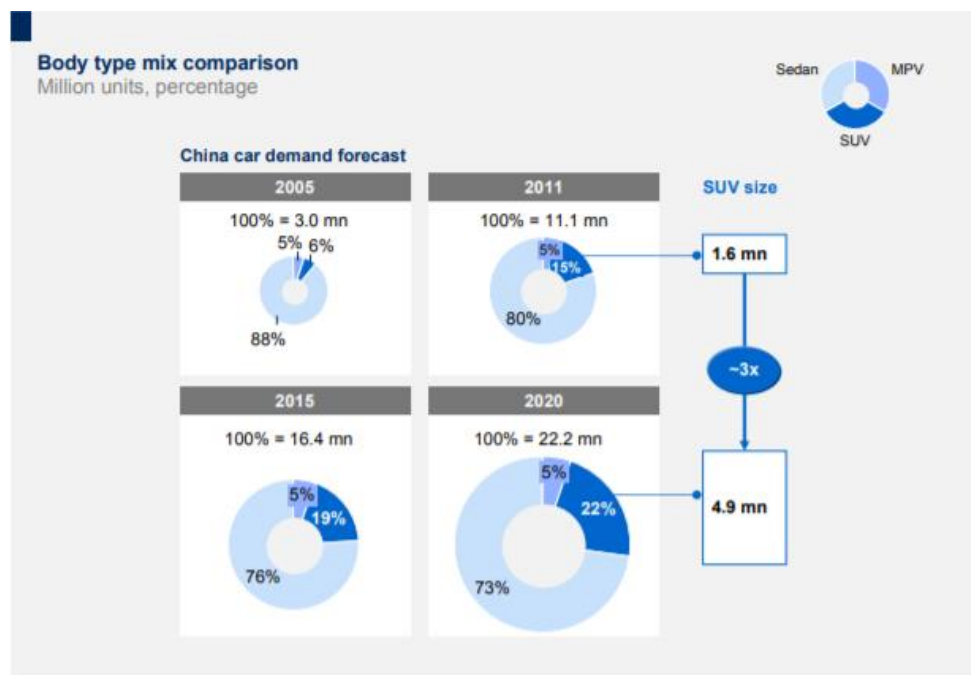 Body type mix comparison
Million units, percentage
Sedan
MPV
SUV
China car demand forecast
2005
100% = 3.0 mn
5%
6%
88%
2011
100% = 11.1 mn
5%
15%
80%
SUV size
1.6 mn
~3x
4.9 mn
2015
100% = 16.4 mn
5%
19%
76%
2020
100% = 22.2 mn
5%
22%
73%